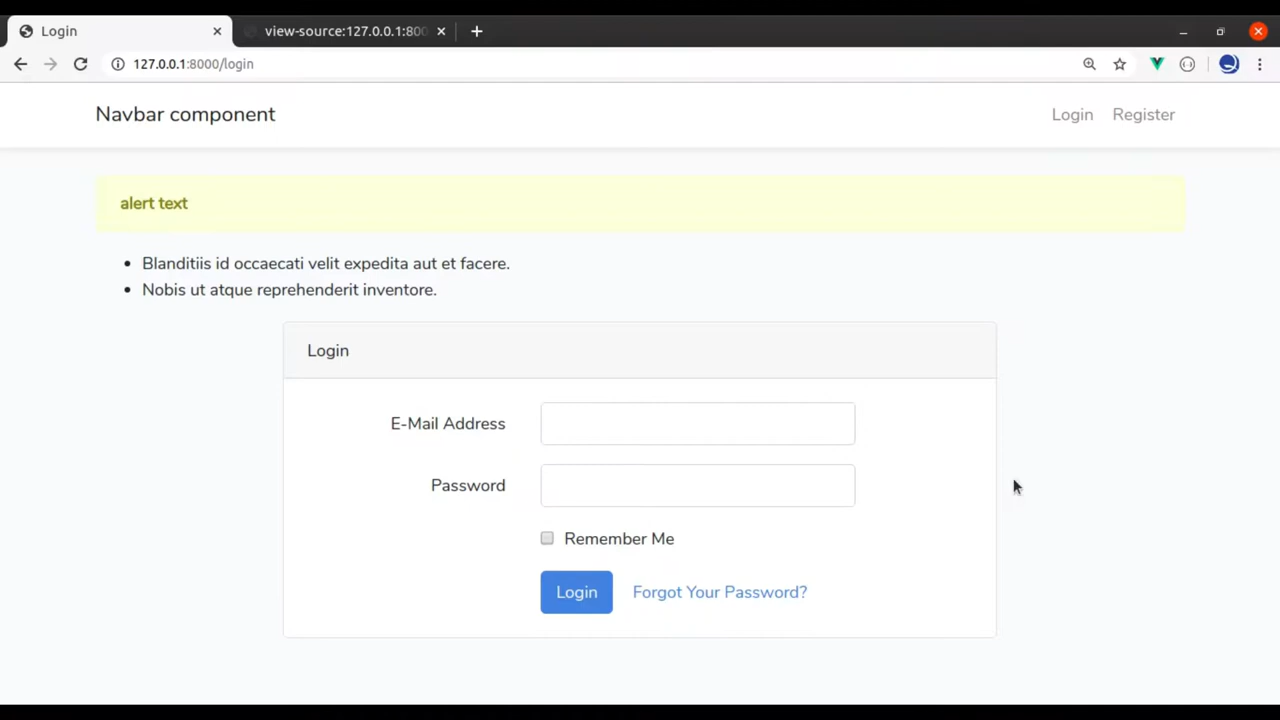 Login
view-source:127.0.0.1:800
127.0.0.1:8000/login
Navbar component
Login
Register
alert text
Blanditiis id occaecati velit expedita aut et facere.
Nobis ut atque reprehenderit inventore.
Login
E-Mail Address
Password
Remember Me
Login
Forgot Your Password?